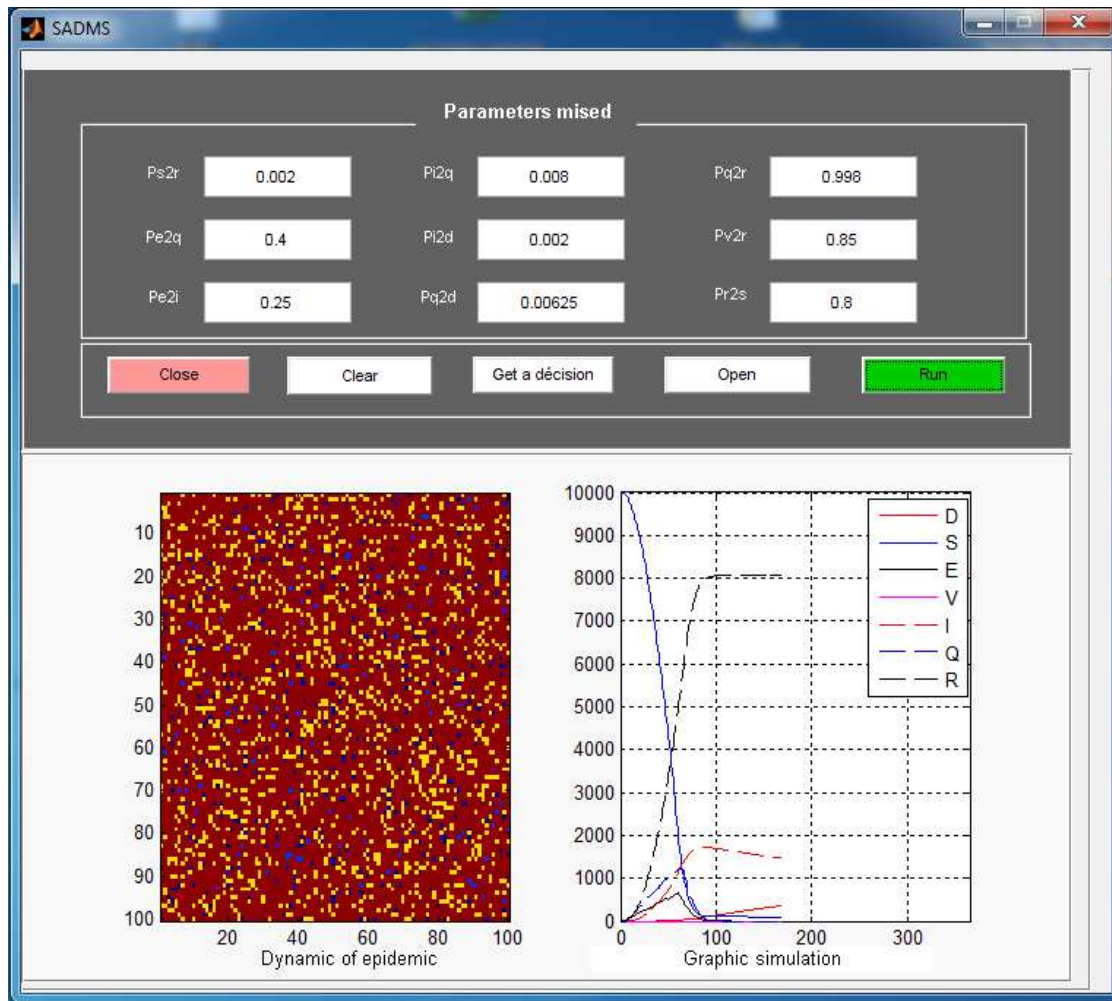 SADMS
Parameters mised
Ps2r 0.002 Pi2q 0.008 Pq2r 0.998
Pe2q 0.4 Pi2d 0.002 Pv2r 0.85
Pe2i 0.25 Pq2d 0.00625 Pr2s 0.8
Close Clear Get a décision Open Run
10
20
30
40
50
60
70
80
90
100
20 40 60 80 100
Dynamic of epidemic
10000
9000
8000
7000
6000
5000
4000
3000
2000
1000
0
0 100 200 300
Graphic simulation
D
S
E
V
I
Q
R